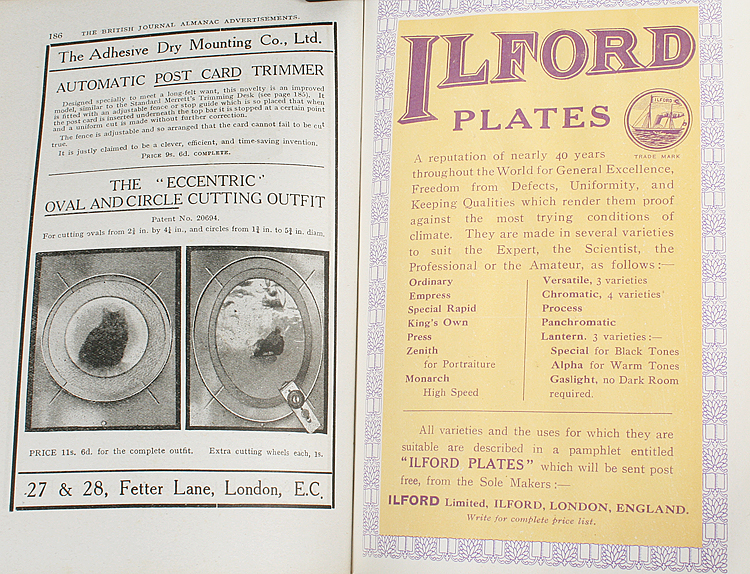 186 THE BRITISH JOURNAL ALMANAC ADVERTISEMENTS.
The Adhesive Dry Mounting Co., Ltd.
AUTOMATIC POST CARD TRIMMER
Designed specially to meet a long-felt want, this novelty is an improved
model, similar to the Standard Merrett's Trimming Desk (see page 185). It
is fitted with an adjustable fence or stop guide which is so placed that when
the post card is inserted underneath the top bar it is stopped at a certain point
and a uniform cut is made without further correction.
The fence is adjustable and so arranged that the card cannot fail to be cut
true.
It is justly claimed to be a clever, efficient, and time-saving invention.
PRICE 9s. 6d. COMPLETE.
THE "ECCENTRIC"
OVAL AND CIRCLE CUTTING OUTFIT
Patent No. 20694.
For cutting ovals from 2¼ in. by 4¼ in., and circles from 1¾ in. to 5¾ in. diam.
PRICE 11s. 6d. for the complete outfit. Extra cutting wheels each, 1s.
27 & 28, Fetter Lane, London, E.C.
ILFORD
PLATES
ILFORD
TRADE MARK
A reputation of nearly 40 years
throughout the World for General Excellence,
Freedom from Defects, Uniformity, and
Keeping Qualities which render them proof
against the most trying conditions of
climate. They are made in several varieties
to suit the Expert, the Scientist, the
Professional or the Amateur, as follows:—
Ordinary
Empress
Special Rapid
King's Own
Press
Zenith
for Portraiture
Monarch
High Speed
Versatile, 3 varieties
Chromatic, 4 varieties
Process
Panchromatic
Lantern. 3 varieties:—
Special for Black Tones
Alpha for Warm Tones
Gaslight, no Dark Room
required.
All varieties and the uses for which they are
suitable are described in a pamphlet entitled
"ILFORD PLATES" which will be sent post
free, from the Sole Makers:—
ILFORD Limited, ILFORD, LONDON, ENGLAND.
Write for complete price list.